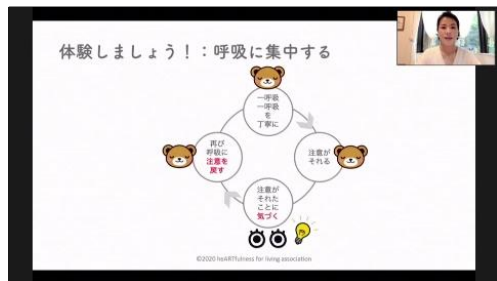 体験しましょう！：呼吸に集中する
一呼吸
一呼吸
を
丁寧に
注意が
それる
注意が
それた
ことに
気づく
再び
呼吸に
注意を
戻す
©2020 heARTfulness for living association